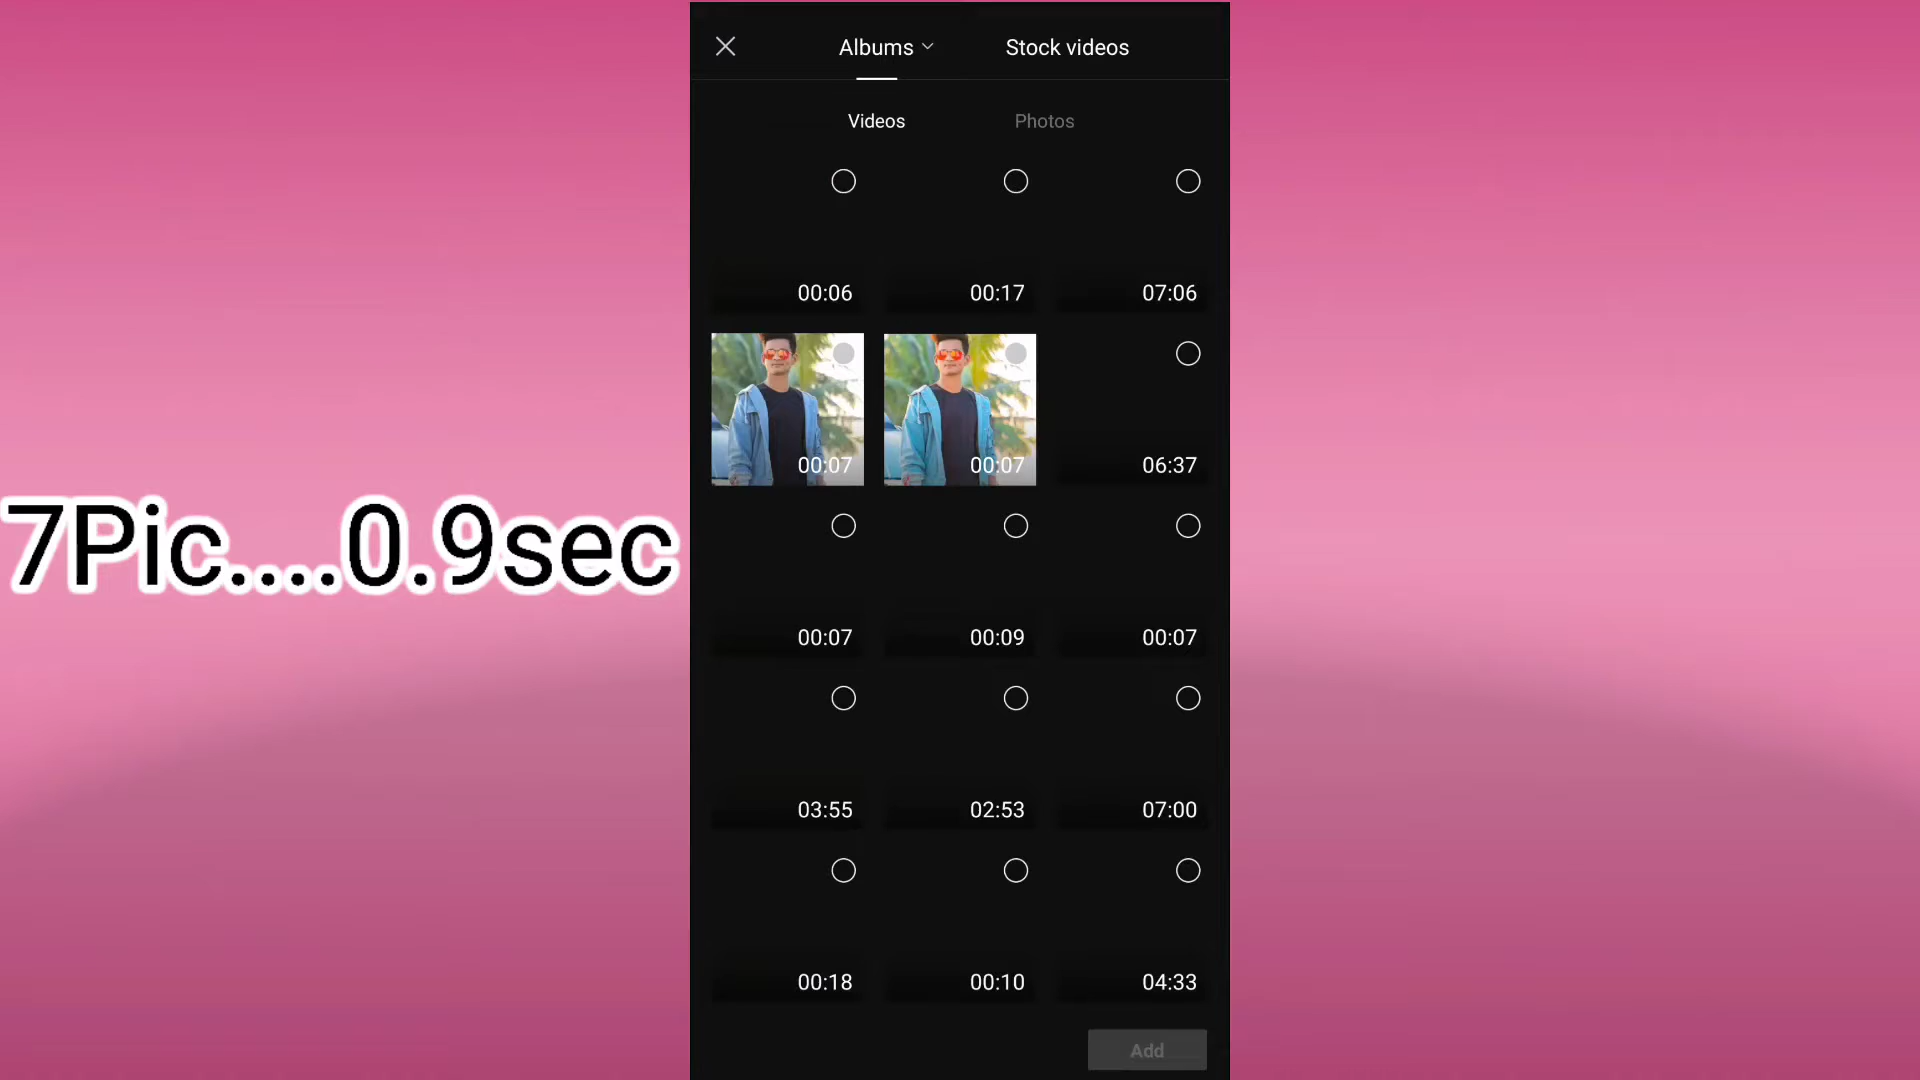 Albums
Stock videos
Videos
Photos
00:06
00:17
07:06
00:07
00:07
06:37
7Pic....0.9sec
00:07
00:09
00:07
03:55
02:53
07:00
00:18
00:10
04:33
Add